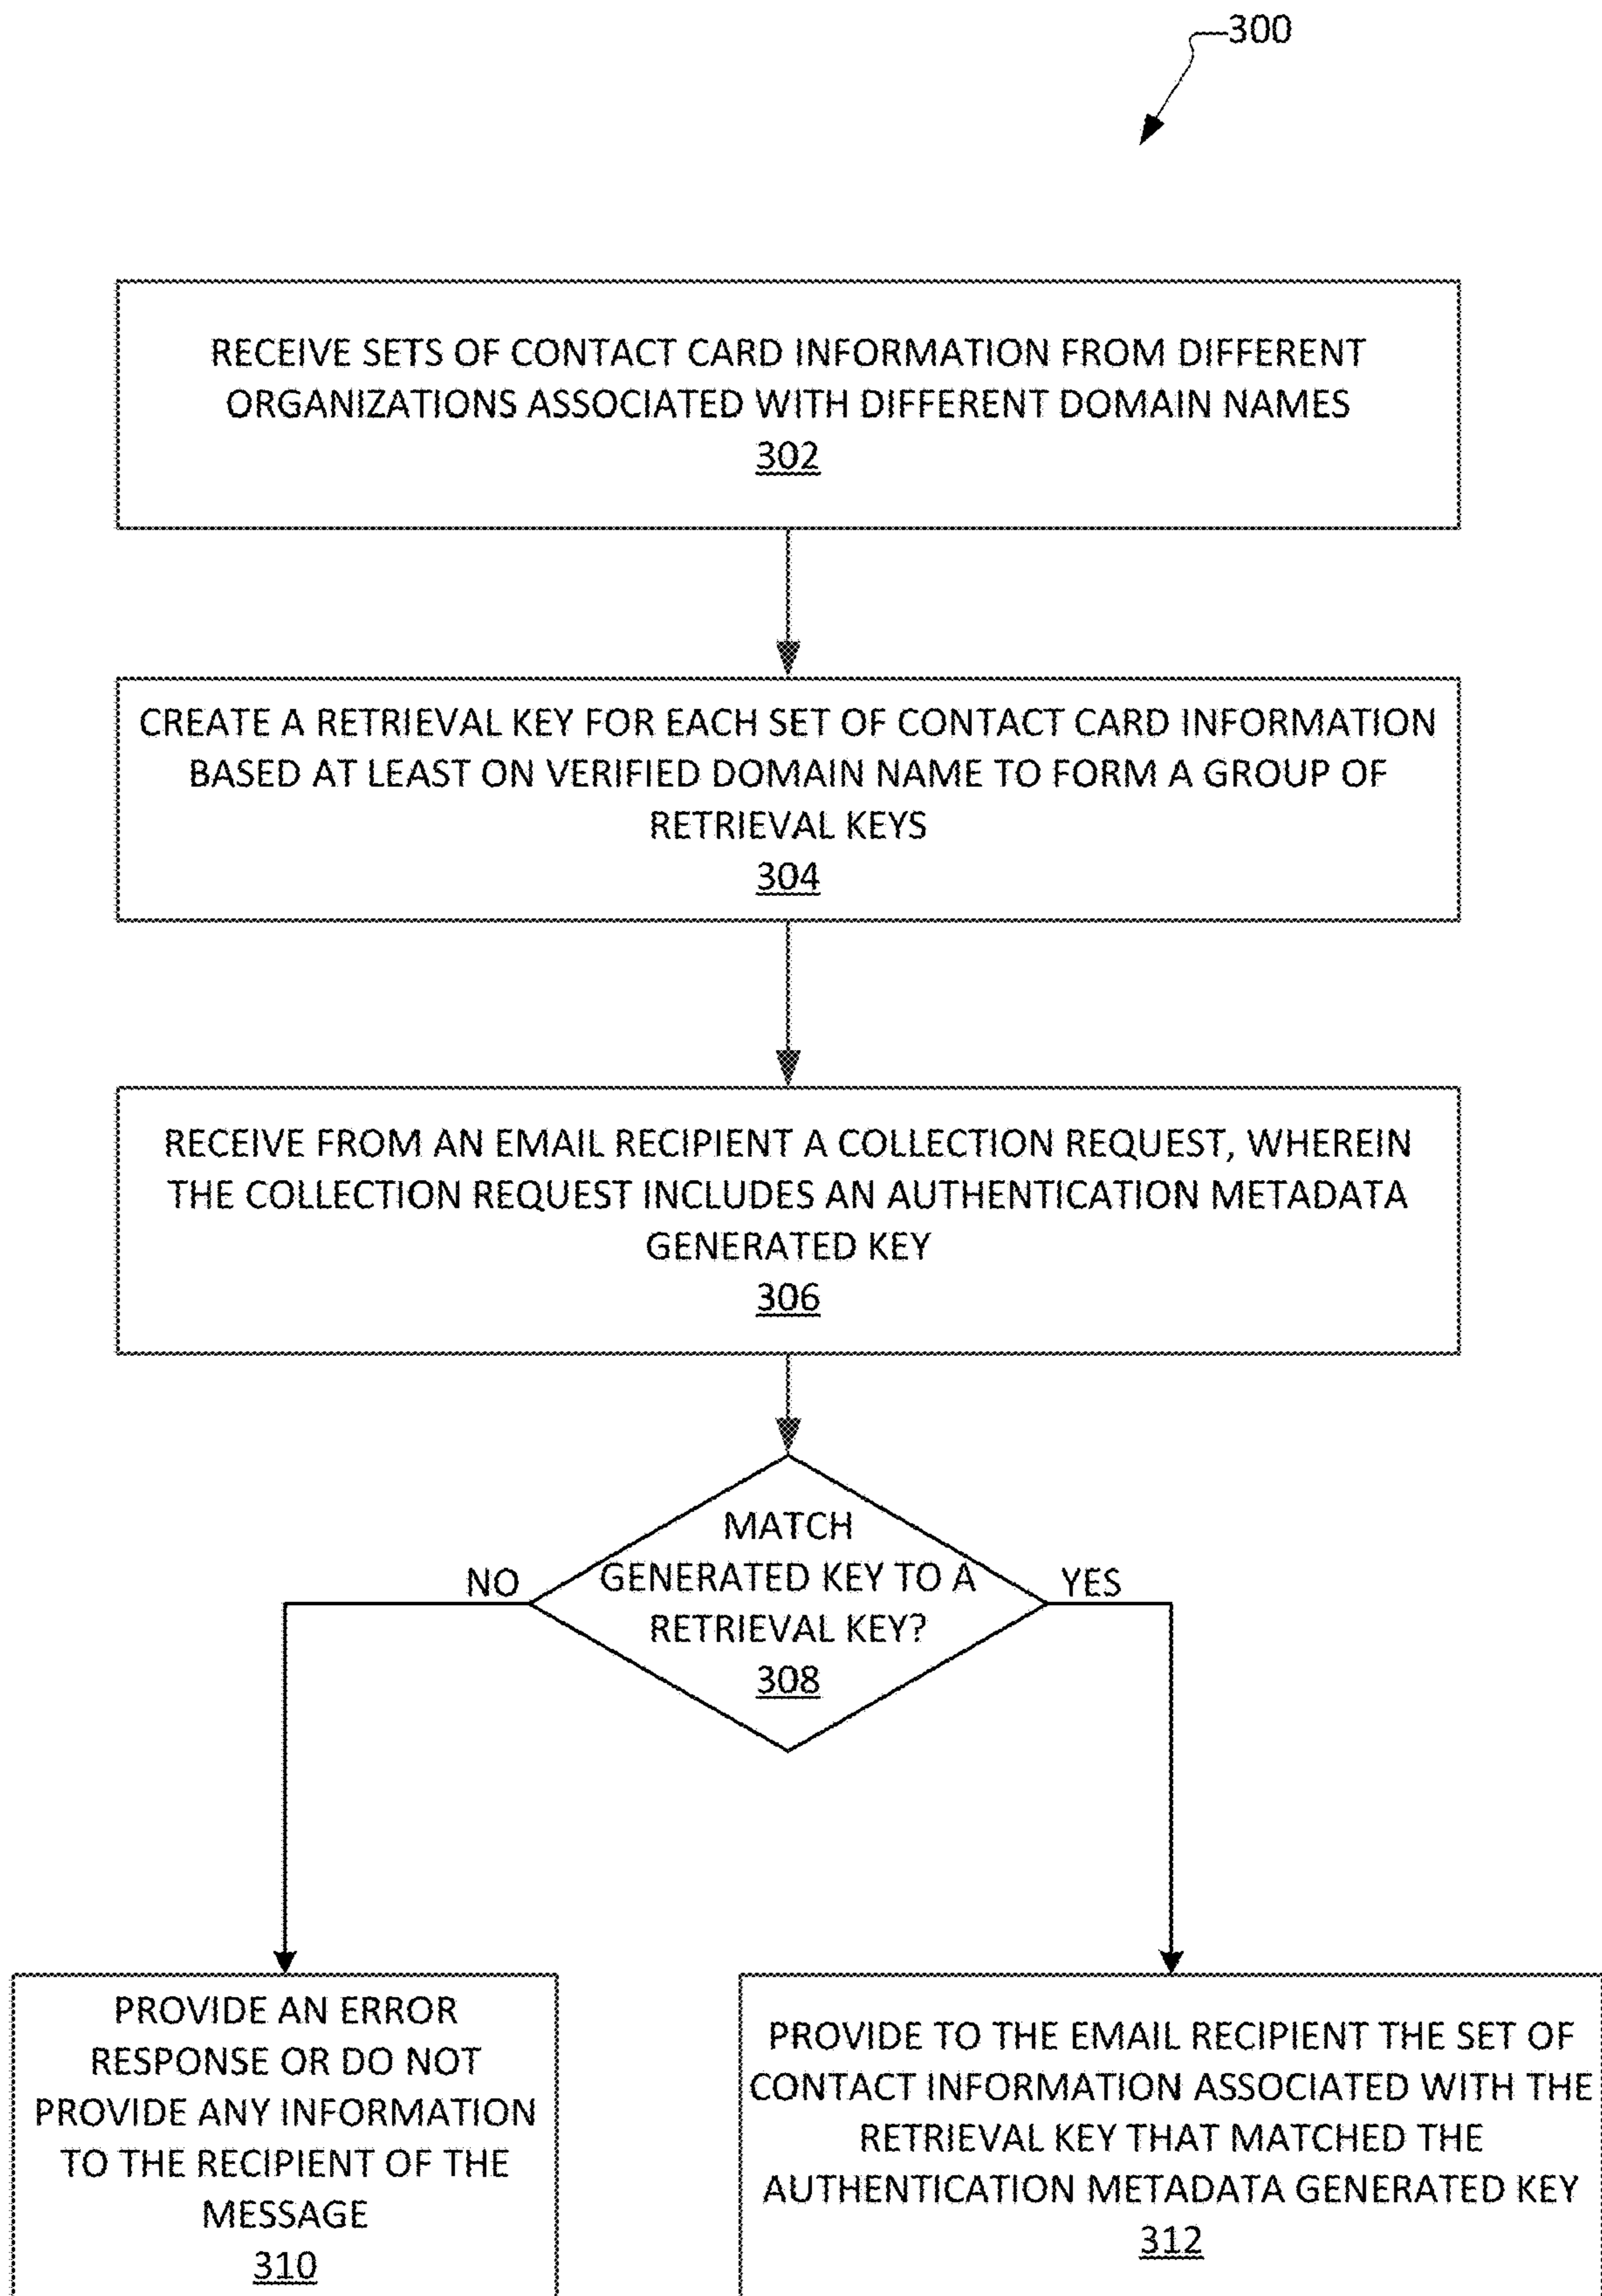 300
RECEIVE SETS OF CONTACT CARD INFORMATION FROM DIFFERENT
ORGANIZATIONS ASSOCIATED WITH DIFFERENT DOMAIN NAMES
302
CREATE A RETRIEVAL KEY FOR EACH SET OF CONTACT CARD INFORMATION
BASED AT LEAST ON VERIFIED DOMAIN NAME TO FORM A GROUP OF
RETRIEVAL KEYS
304
RECEIVE FROM AN EMAIL RECIPIENT A COLLECTION REQUEST, WHEREIN
THE COLLECTION REQUEST INCLUDES AN AUTHENTICATION METADATA
GENERATED KEY
306
MATCH
GENERATED KEY TO A
RETRIEVAL KEY?
308
NO
YES
PROVIDE AN ERROR
RESPONSE OR DO NOT
PROVIDE ANY INFORMATION
TO THE RECIPIENT OF THE
MESSAGE
310
PROVIDE TO THE EMAIL RECIPIENT THE SET OF
CONTACT INFORMATION ASSOCIATED WITH THE
RETRIEVAL KEY THAT MATCHED THE
AUTHENTICATION METADATA GENERATED KEY
312